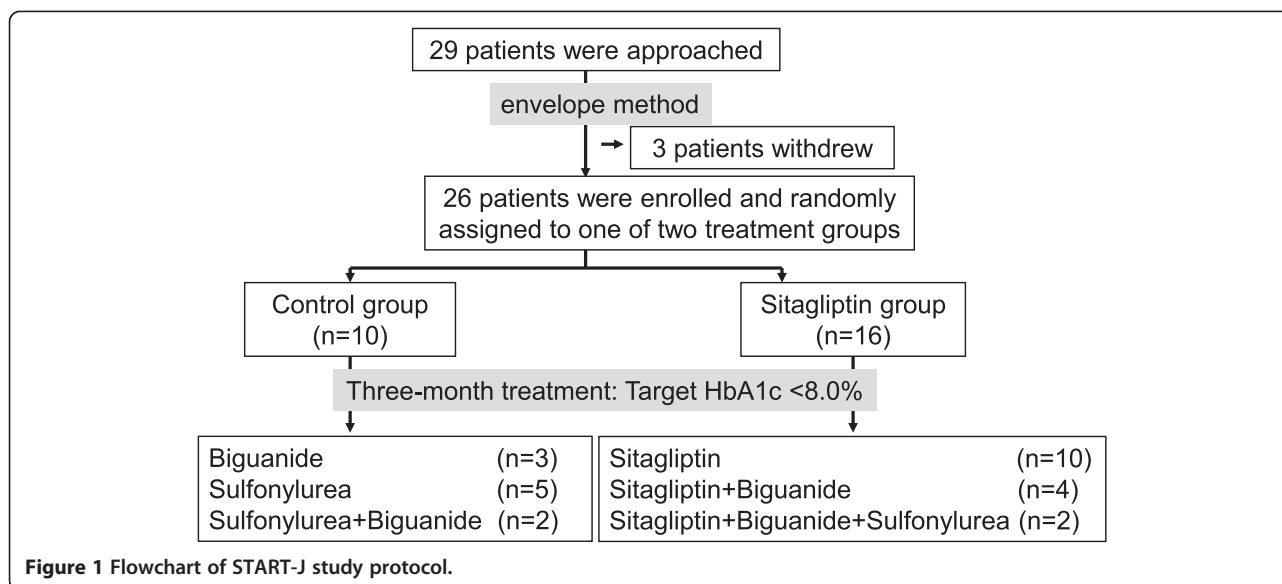 29 patients were approached
envelope method
3 patients withdrew
26 patients were enrolled and randomly
assigned to one of two treatment groups
Control group
(n=10)
Sitagliptin group
(n=16)
Three-month treatment: Target HbA1c <8.0%
Biguanide (n=3)
Sulfonylurea (n=5)
Sulfonylurea+Biguanide (n=2)
Sitagliptin (n=10)
Sitagliptin+Biguanide (n=4)
Sitagliptin+Biguanide+Sulfonylurea (n=2)
Figure 1 Flowchart of START-J study protocol.